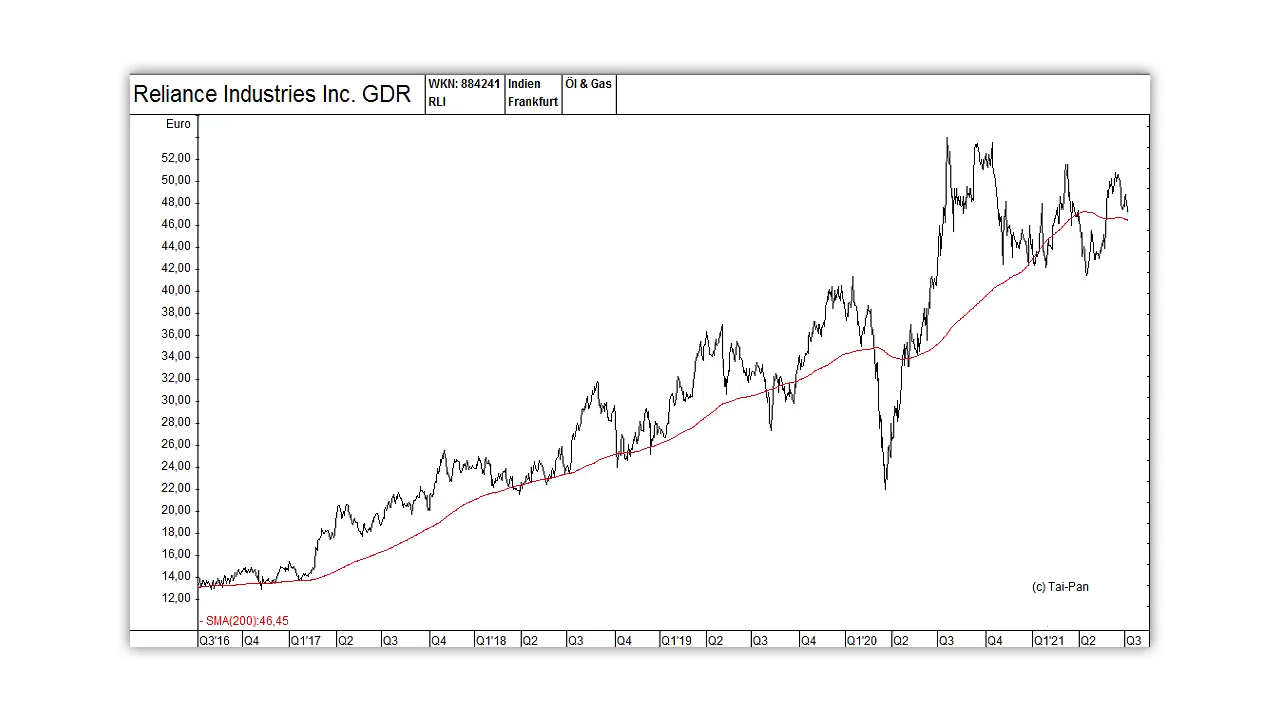 Reliance Industries Inc. GDR
WKN: 884241
RLI
Indien
Frankfurt
Öl & Gas
Euro
52,00
50,00
48,00
46,00
44,00
42,00
40,00
38,00
36,00
34,00
32,00
30,00
28,00
26,00
24,00
22,00
20,00
18,00
16,00
14,00
12,00
(c) Tai-Pan
- SMA(200):46,45
Q3'16 Q4 Q1'17 Q2 Q3 Q4 Q1'18 Q2 Q3 Q4 Q1'19 Q2 Q3 Q4 Q1'20 Q2 Q3 Q4 Q1'21 Q2 Q3